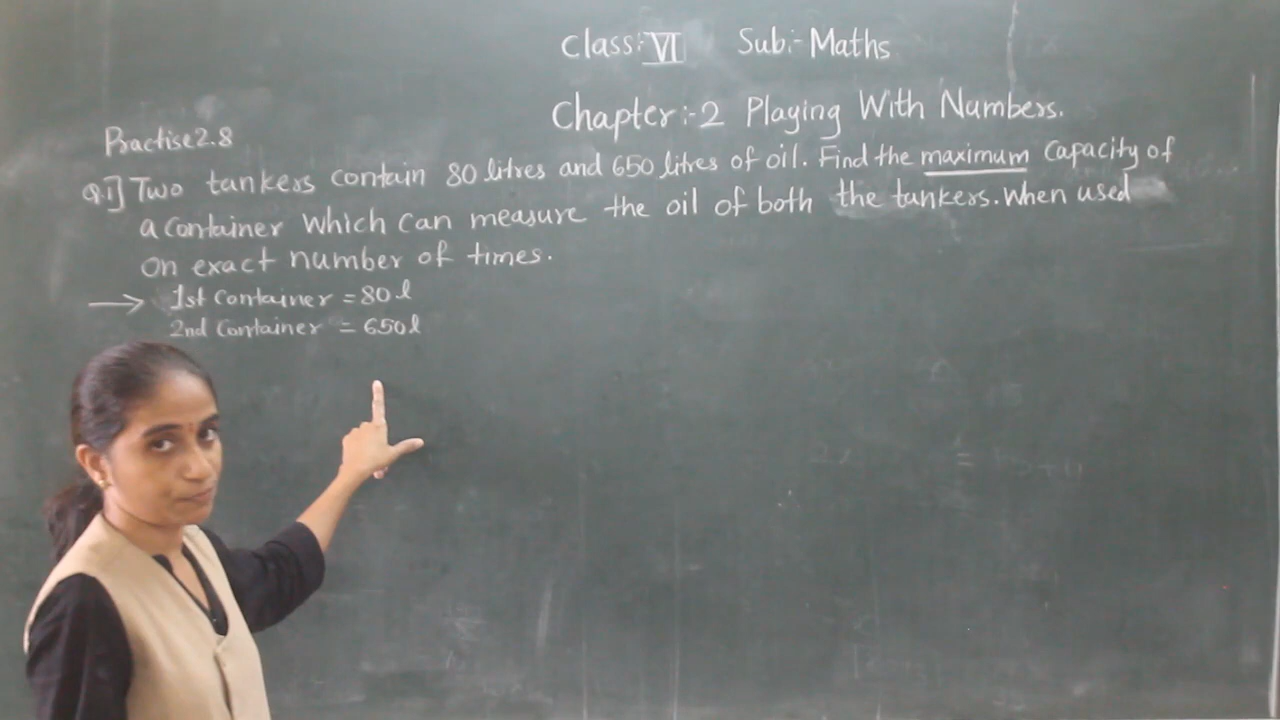 Class:- VI Sub:- Maths
Chapter:-2 Playing With Numbers.
Practise 2.8
Q.1] Two tankers contain 80 litres and 650 litres of oil. Find the maximum capacity of
a container which can measure the oil of both the tankers. When used
on exact number of times.
→ 1st Container = 80 l
2nd Container = 650 l